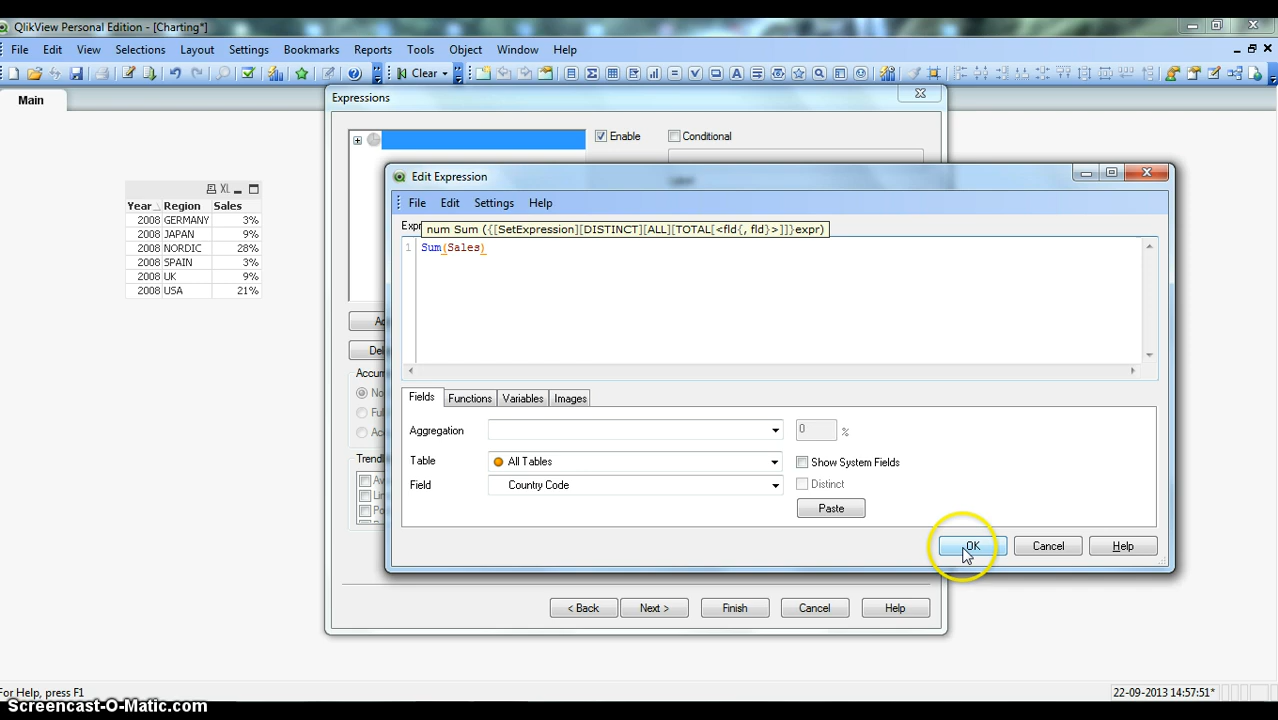 QlikView Personal Edition - [Charting*]
File Edit View Selections Layout Settings Bookmarks Reports Tools Object Window Help
Clear
Main
Expressions
Enable
Conditional
Edit Expression
File Edit Settings Help
num Sum ({[SetExpression][DISTINCT][ALL][TOTAL[<fld{, fld}>]]}expr)
1 Sum(Sales)
XL
Year Region Sales
2008 GERMANY 3%
2008 JAPAN 9%
2008 NORDIC 28%
2008 SPAIN 3%
2008 UK 9%
2008 USA 21%
Fields Functions Variables Images
Aggregation
0 %
Table All Tables
Show System Fields
Field Country Code
Distinct
Paste
OK Cancel Help
< Back Next > Finish Cancel Help
For Help, press F1
22-09-2013 14:57:51*
Screencast-O-Matic.com